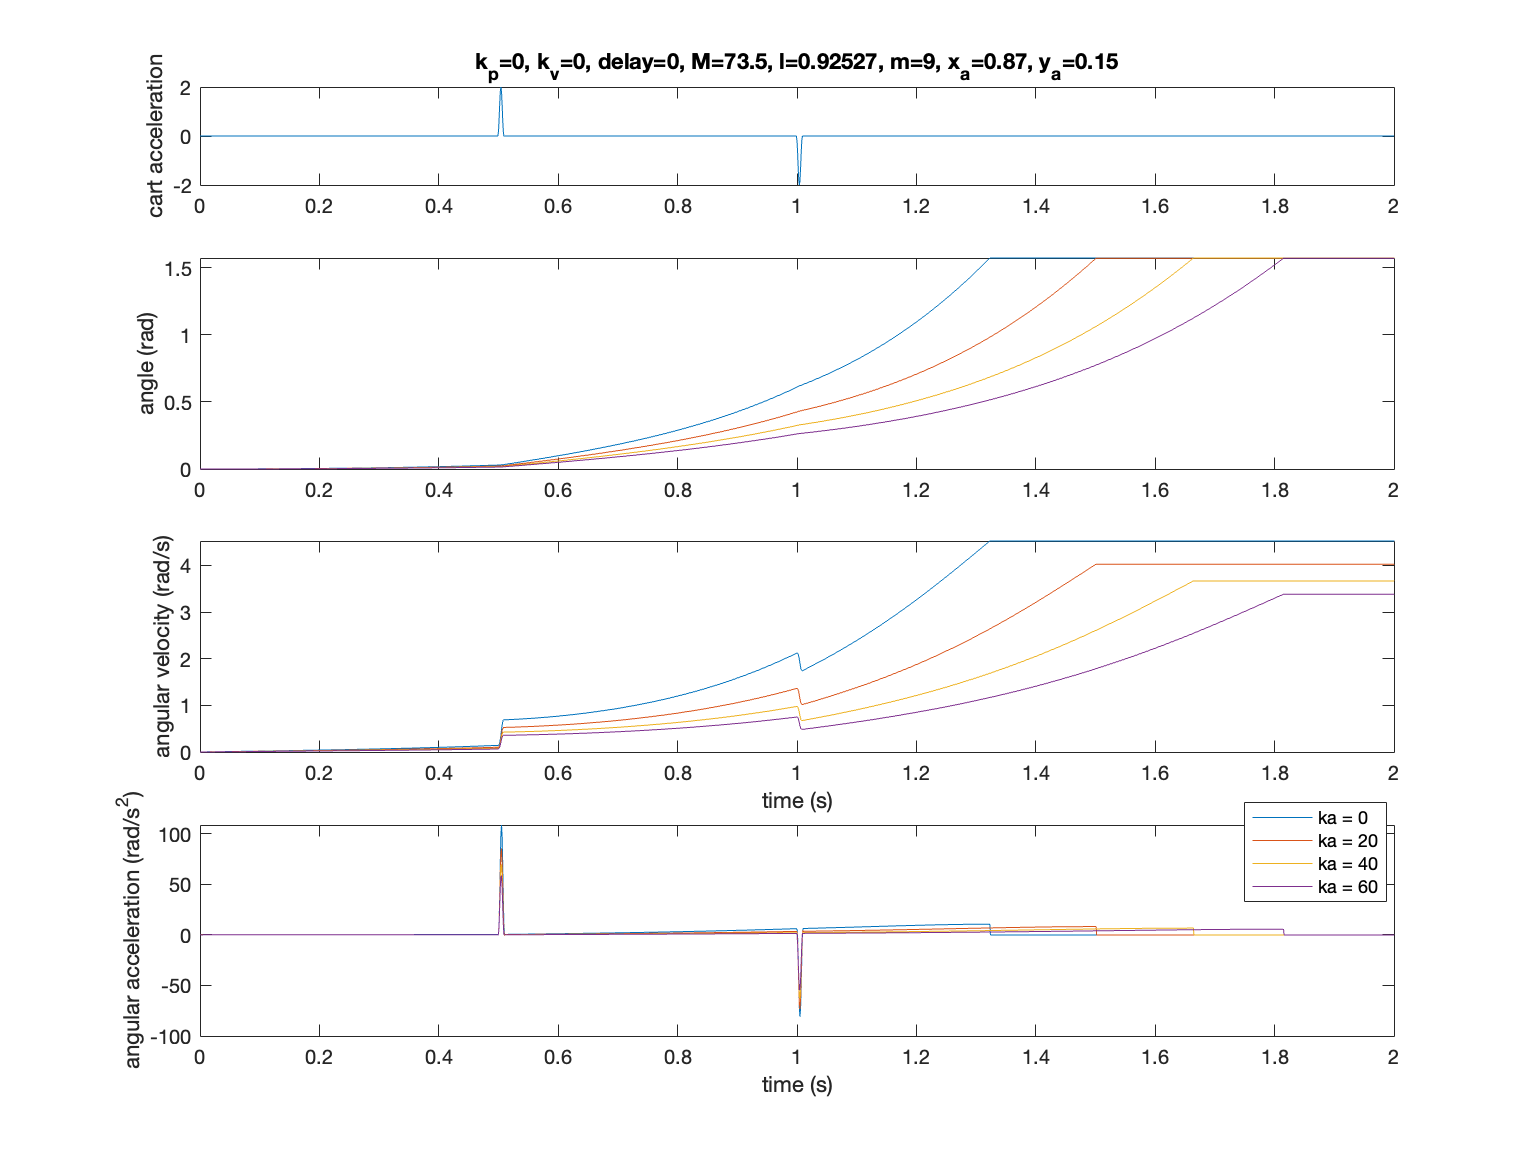 k_p=0, k_v=0, delay=0, M=73.5, l=0.92527, m=9, x_a=0.87, y_a=0.15
cart acceleration
2
0
-2
0 0.2 0.4 0.6 0.8 1 1.2 1.4 1.6 1.8 2
angle (rad)
1.5
1
0.5
0
0 0.2 0.4 0.6 0.8 1 1.2 1.4 1.6 1.8 2
angular velocity (rad/s)
4
3
2
1
0
0 0.2 0.4 0.6 0.8 1 1.2 1.4 1.6 1.8 2
time (s)
angular acceleration (rad/s²)
100
50
0
-50
-100
ka = 0
ka = 20
ka = 40
ka = 60
0 0.2 0.4 0.6 0.8 1 1.2 1.4 1.6 1.8 2
time (s)